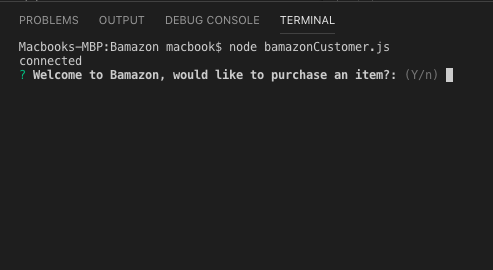 PROBLEMS OUTPUT DEBUG CONSOLE TERMINAL
Macbooks-MBP:Bamazon macbook$ node bamazonCustomer.js
connected
? Welcome to Bamazon, would like to purchase an item?: (Y/n)